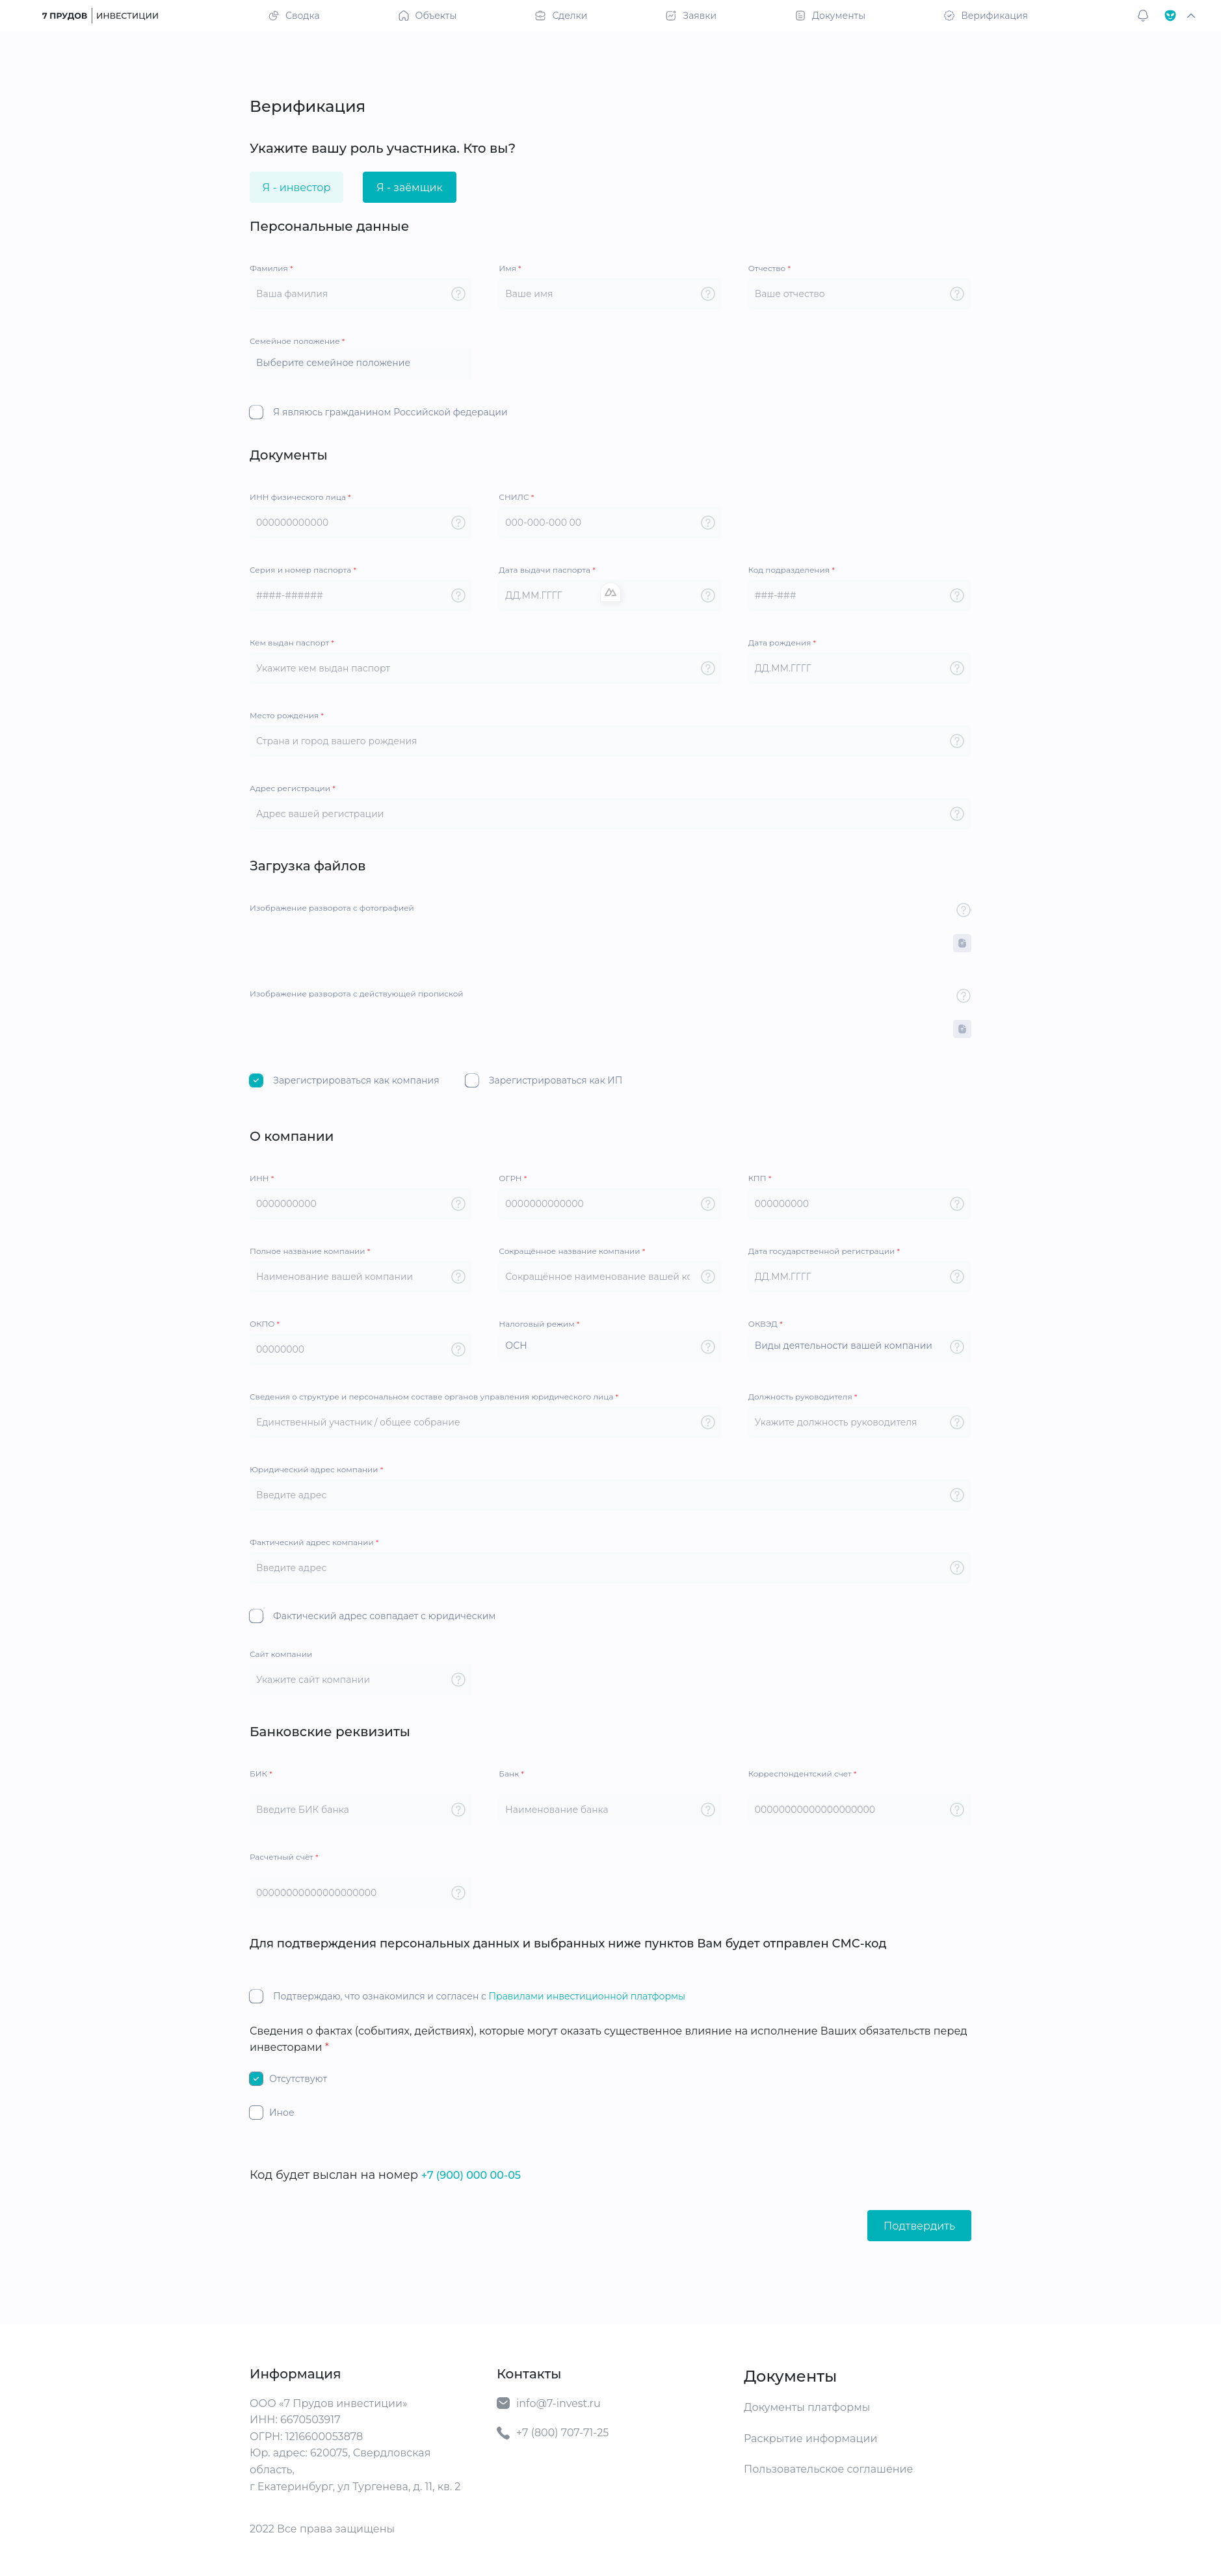 7 ПРУДОВ | ИНВЕСТИЦИИ
Сводка
Объекты
Сделки
Заявки
Документы
Верификация
Верификация
Укажите вашу роль участника. Кто вы?
Я - инвестор
Я - заёмщик
Персональные данные
Фамилия *
Имя *
Отчество *
Ваша фамилия
Ваше имя
Ваше отчество
Семейное положение *
Выберите семейное положение
Я являюсь гражданином Российской федерации
Документы
ИНН физического лица *
СНИЛС *
000000000000
000-000-000 00
Серия и номер паспорта *
Дата выдачи паспорта *
Код подразделения *
####-######
ДД.ММ.ГГГГ
###-###
Кем выдан паспорт *
Дата рождения *
Укажите кем выдан паспорт
ДД.ММ.ГГГГ
Место рождения *
Страна и город вашего рождения
Адрес регистрации *
Адрес вашей регистрации
Загрузка файлов
Изображение разворота с фотографией
Изображение разворота с действующей пропиской
Зарегистрироваться как компания
Зарегистрироваться как ИП
О компании
ИНН *
ОГРН *
КПП *
0000000000
0000000000000
000000000
Полное название компании *
Сокращённое название компании *
Дата государственной регистрации *
Наименование вашей компании
Сокращённое наименование вашей кс
ДД.ММ.ГГГГ
ОКПО *
Налоговый режим *
ОКВЭД *
00000000
ОСН
Виды деятельности вашей компании
Сведения о структуре и персональном составе органов управления юридического лица *
Должность руководителя *
Единственный участник / общее собрание
Укажите должность руководителя
Юридический адрес компании *
Введите адрес
Фактический адрес компании *
Введите адрес
Фактический адрес совпадает с юридическим
Сайт компании
Укажите сайт компании
Банковские реквизиты
БИК *
Банк *
Корреспондентский счет *
Введите БИК банка
Наименование банка
00000000000000000000
Расчетный счёт *
00000000000000000000
Для подтверждения персональных данных и выбранных ниже пунктов Вам будет отправлен СМС-код
Подтверждаю, что ознакомился и согласен с Правилами инвестиционной платформы
Сведения о фактах (событиях, действиях), которые могут оказать существенное влияние на исполнение Ваших обязательств перед
инвесторами *
Отсутствуют
Иное
Код будет выслан на номер +7 (900) 000 00-05
Подтвердить
Информация
ООО «7 Прудов инвестиции»
ИНН: 6670503917
ОГРН: 1216600053878
Юр. адрес: 620075, Свердловская
область,
г Екатеринбург, ул Тургенева, д. 11, кв. 2
2022 Все права защищены
Контакты
info@7-invest.ru
+7 (800) 707-71-25
Документы
Документы платформы
Раскрытие информации
Пользовательское соглашение